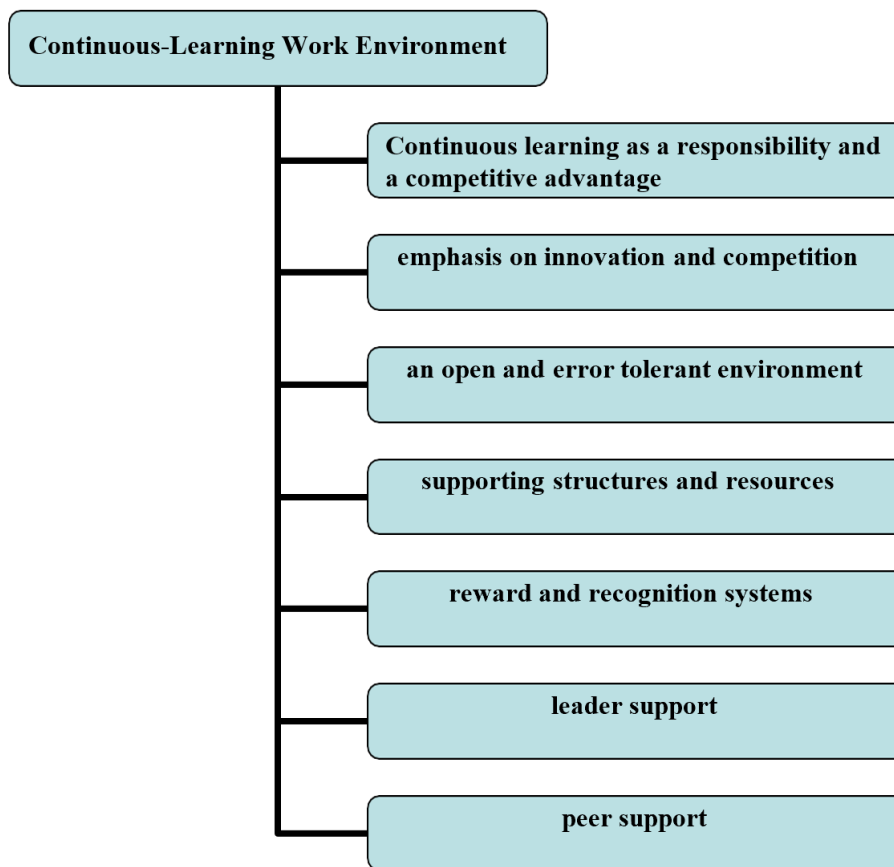 Continuous-Learning Work Environment
Continuous learning as a responsibility and
a competitive advantage
emphasis on innovation and competition
an open and error tolerant environment
supporting structures and resources
reward and recognition systems
leader support
peer support